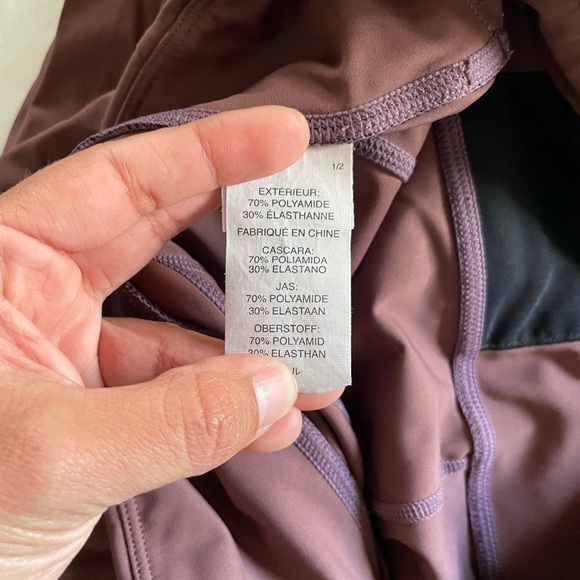 1/2
EXTÉRIEUR:
70% POLYAMIDE
30% ÉLASTHANNE
FABRIQUÉ EN CHINE
CASCARA:
70% POLIAMIDA
30% ELASTANO
JAS:
70% POLYAMIDE
30% ELASTAAN
OBERSTOFF:
70% POLYAMID
30% ELASTHAN